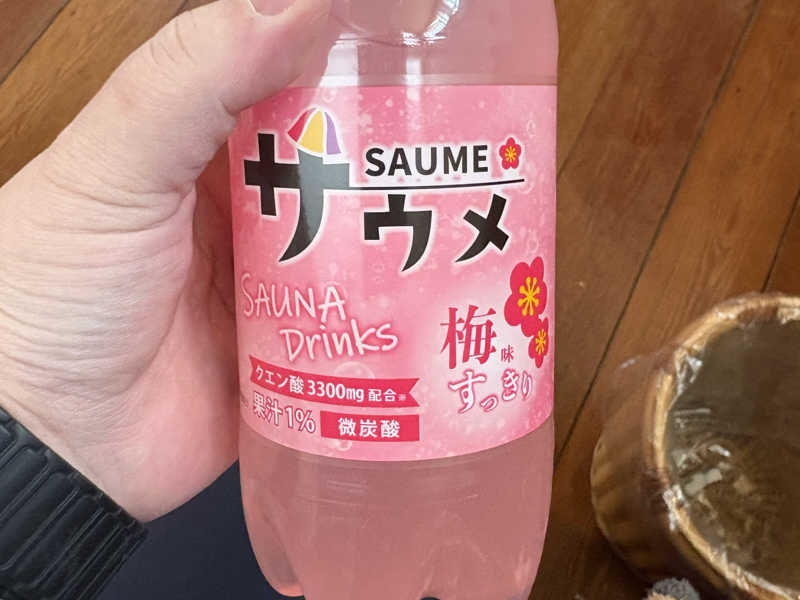 SAUME
ザウメ
SAUNA
Drinks
梅味
すっきり
クエン酸3300mg配合※
果汁1%
微炭酸